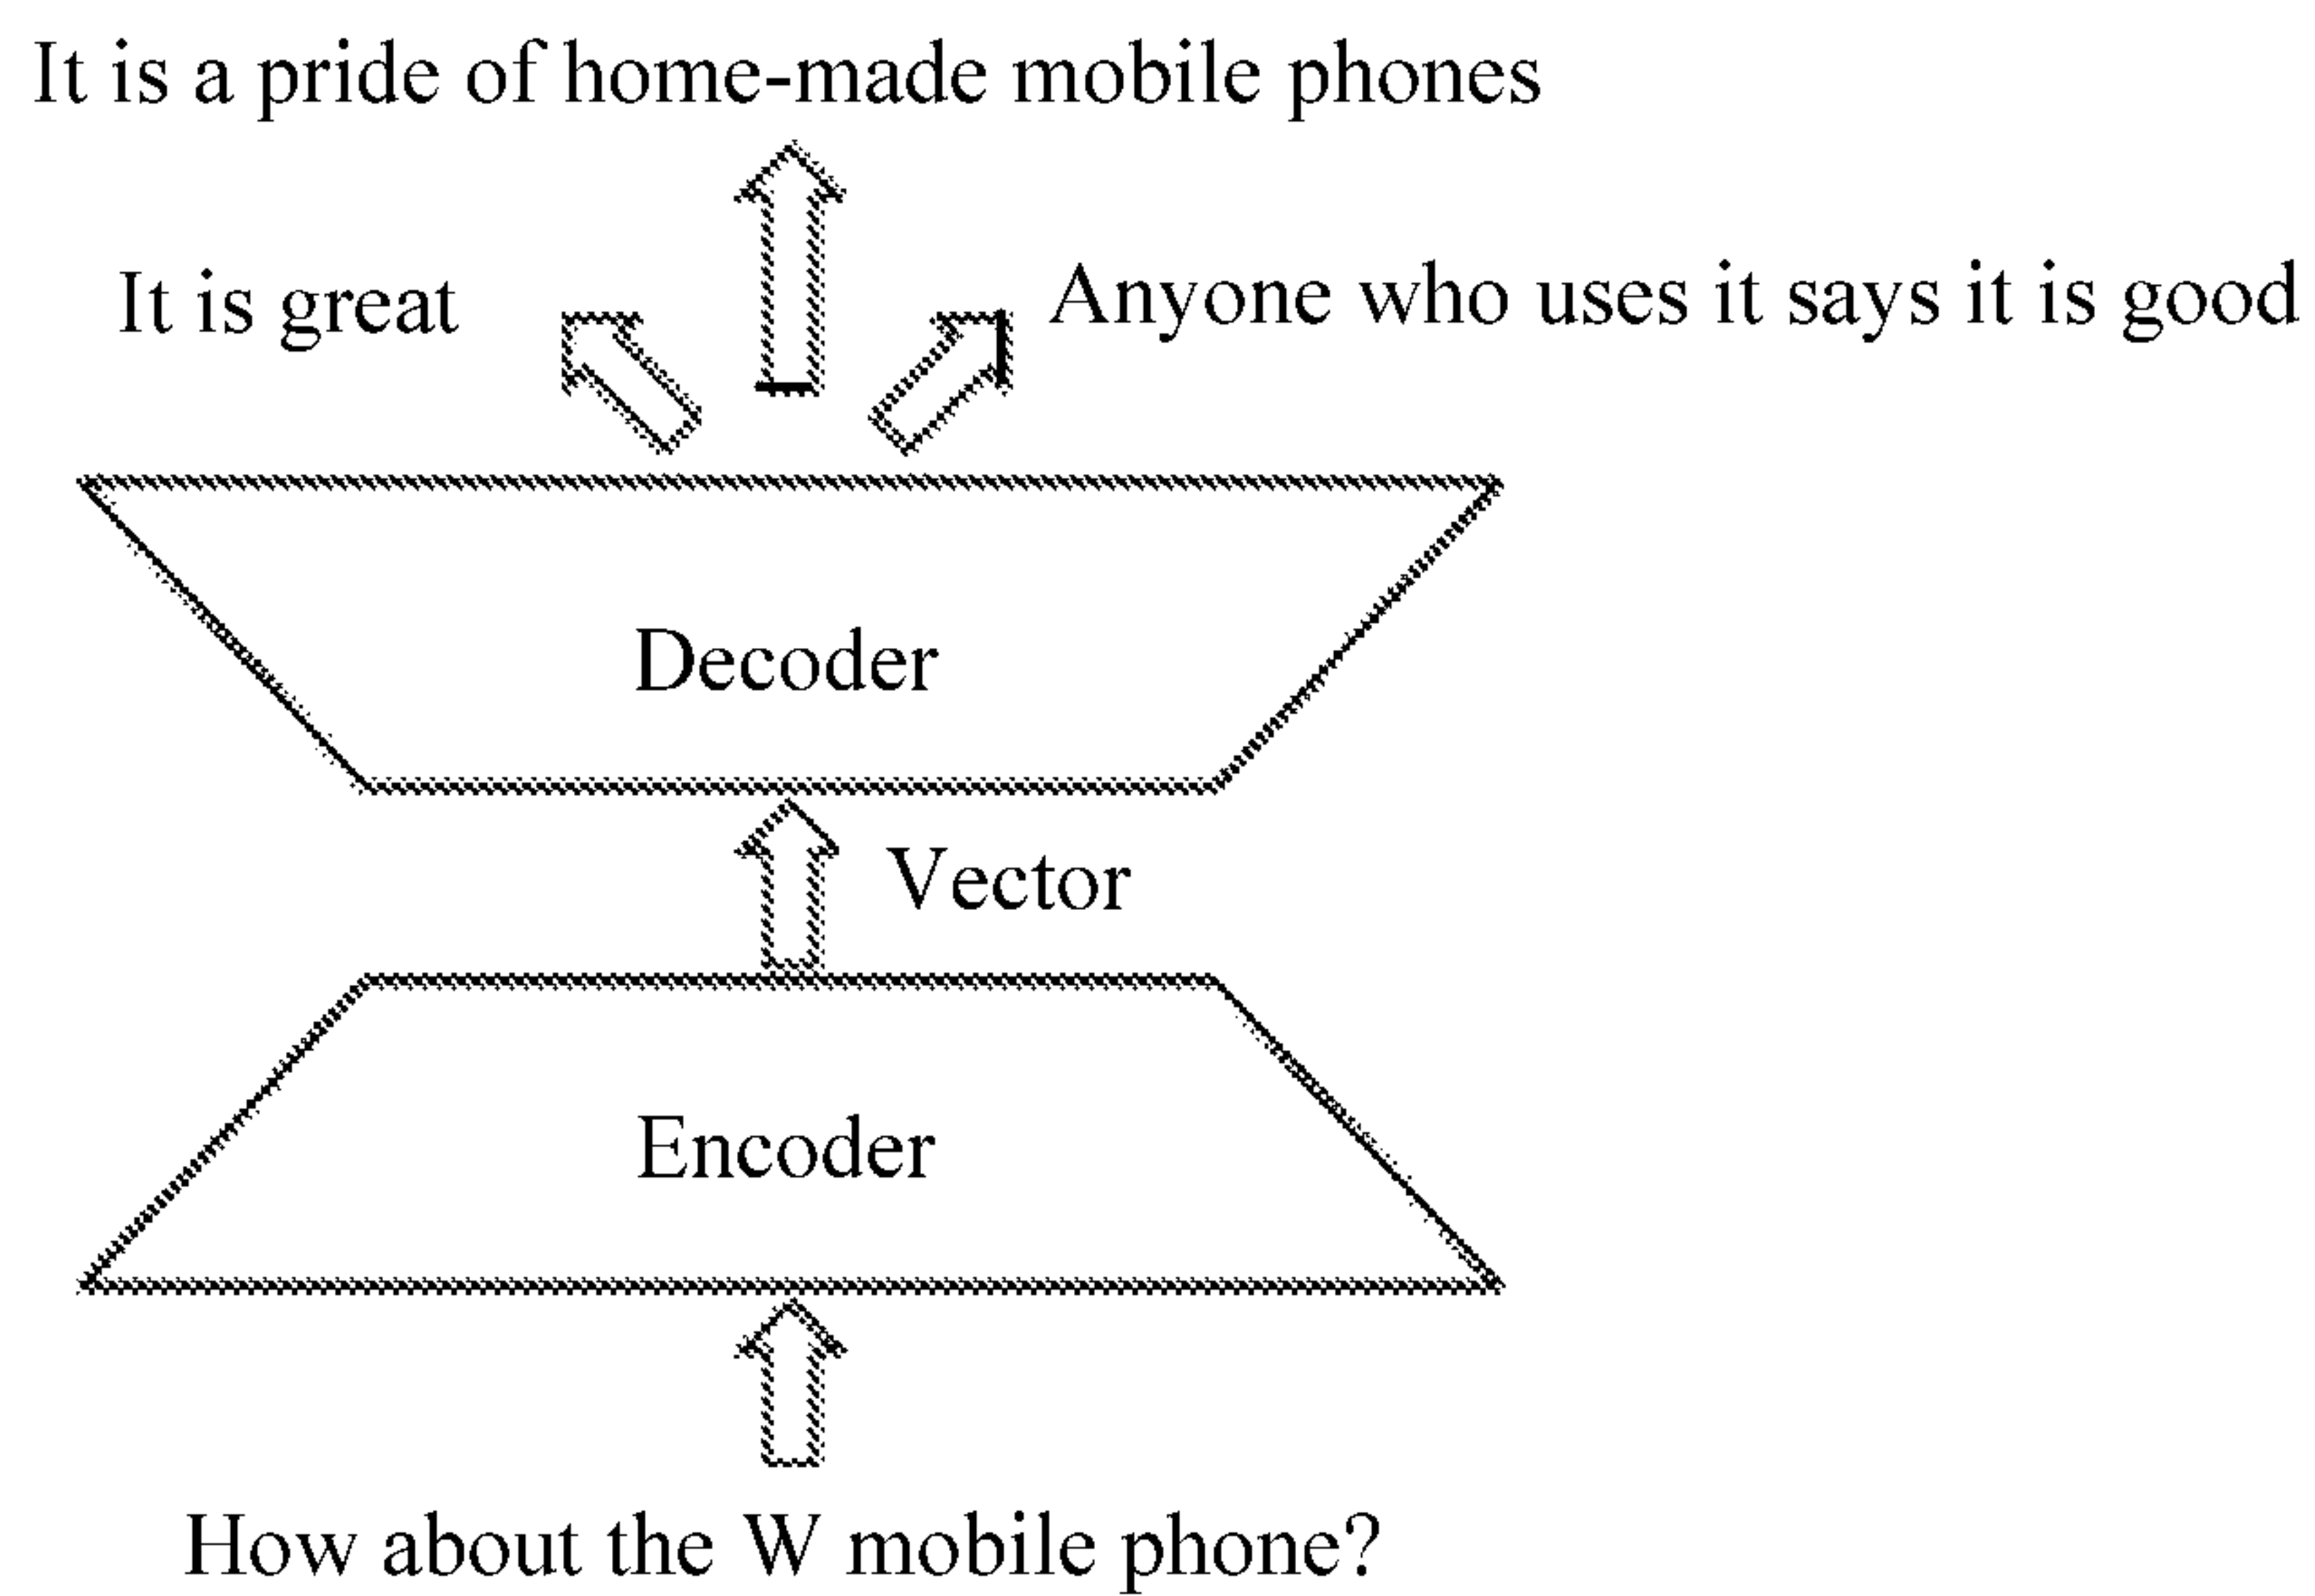 It is a pride of home-made mobile phones
It is great
Anyone who uses it says it is good
Decoder
Vector
Encoder
How about the W mobile phone?